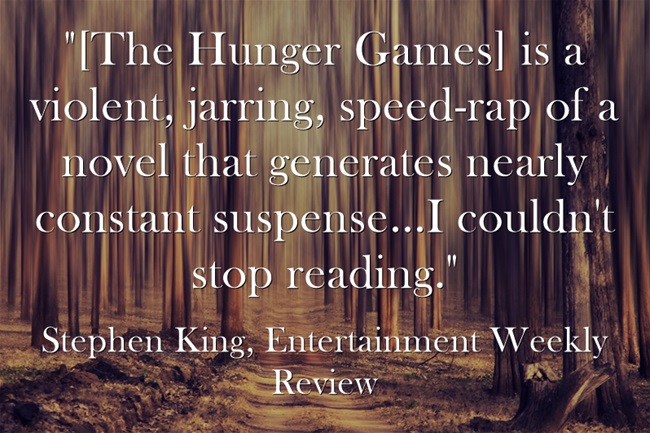 "[The Hunger Games] is a
violent, jarring, speed-rap of a
novel that generates nearly
constant suspense...I couldn't
stop reading."
Stephen King, Entertainment Weekly
Review